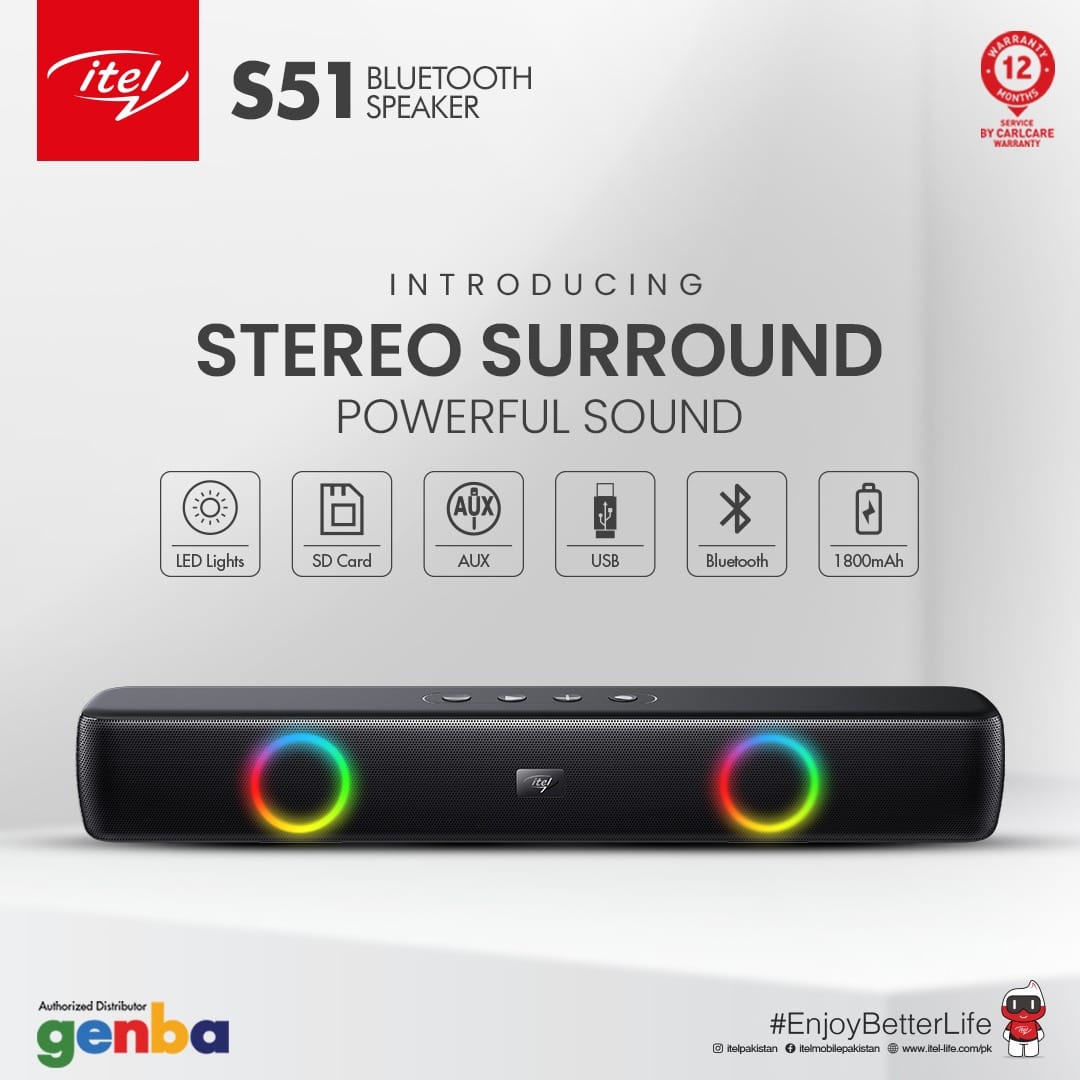 itel
S51 BLUETOOTH
SPEAKER
WARRANTY
12
MONTHS
SERVICE
BY CARLCARE
WARRANTY
INTRODUCING
STEREO SURROUND
POWERFUL SOUND
AUX
LED Lights
SD Card
AUX
USB
Bluetooth
1800mAh
itel
Authorized Distributor
genba
#EnjoyBetterLife
itelpakistan itelmobilepakistan www.itel-life.com/pk
itel